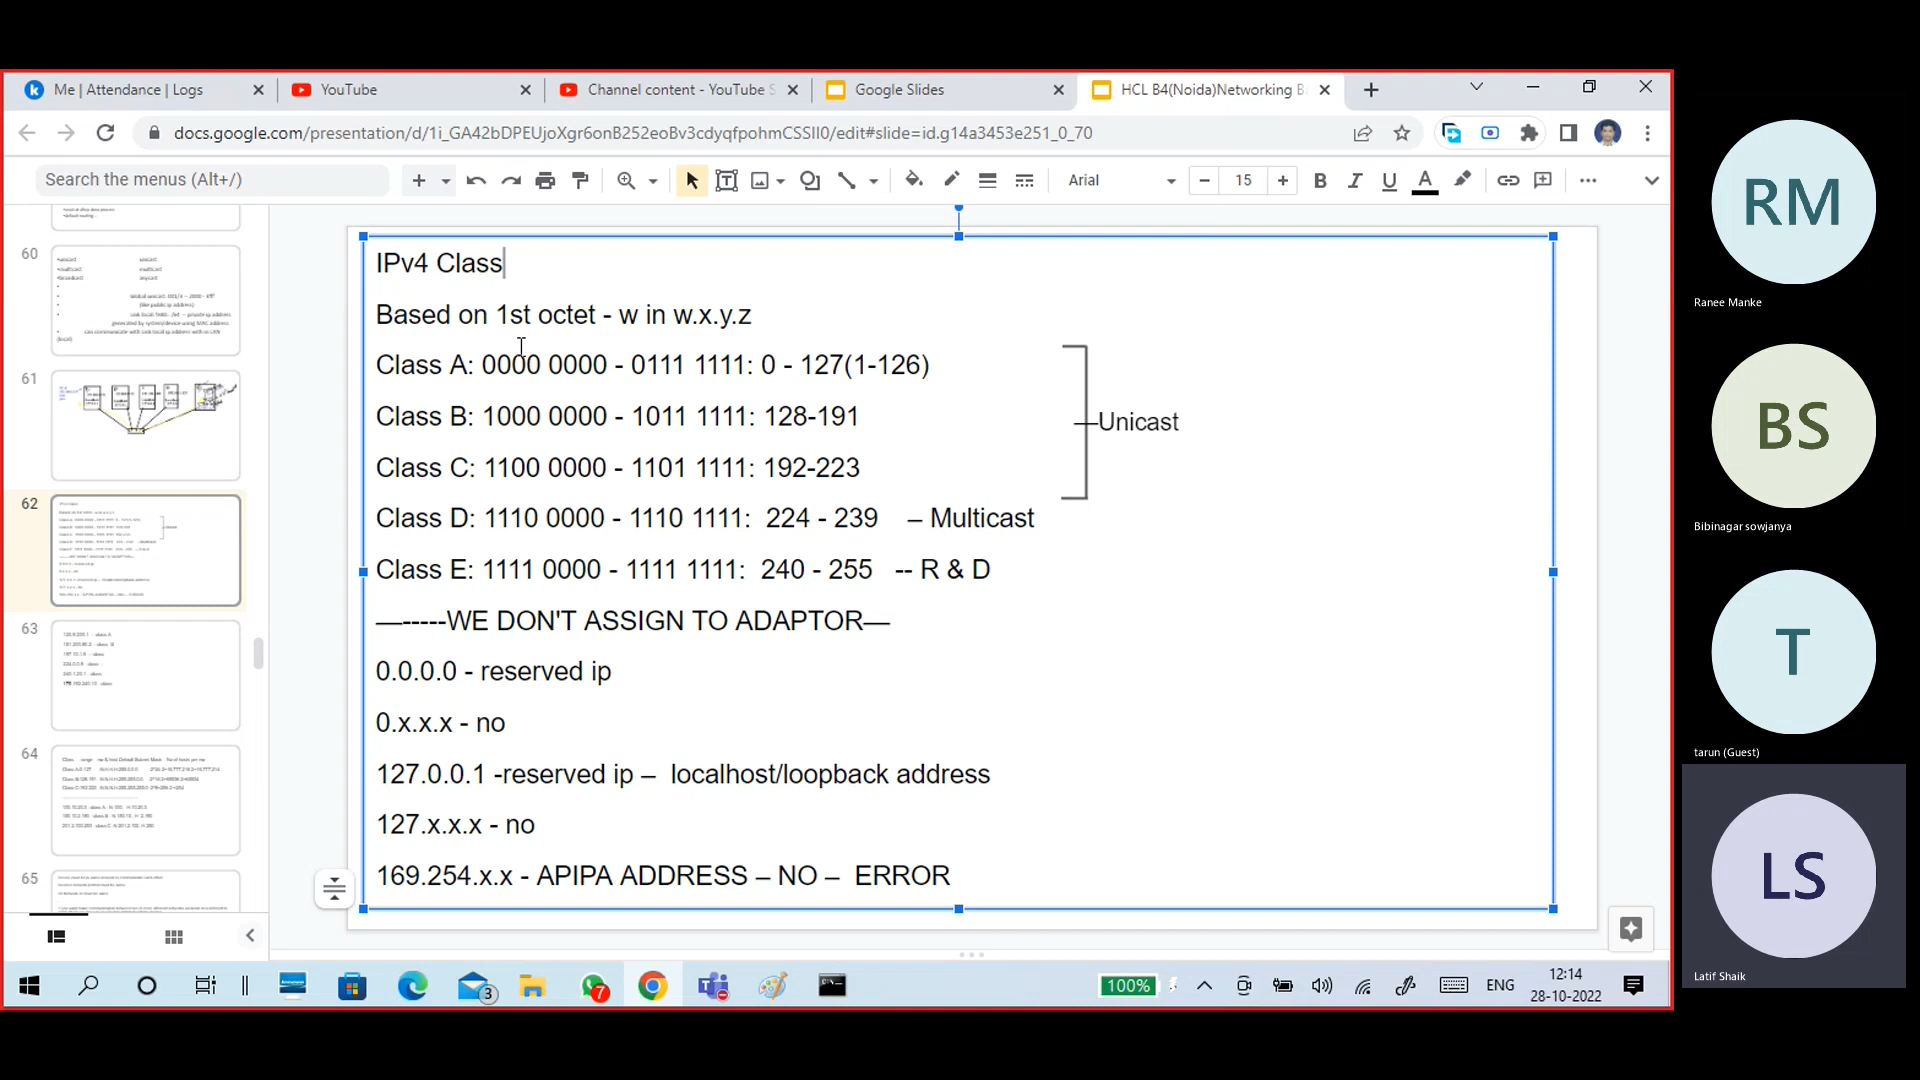 Me | Attendance | Logs
YouTube
Channel content - YouTube S
Google Slides
HCL B4(Noida)Networking B
docs.google.com/presentation/d/1i_GA42bDPEUjoXgr6onB252eoBv3cdyqfpohmCSSII0/edit#slide=id.g14a3453e251_0_70
Search the menus (Alt+/)
Arial
15
B I U A
60
61
62
63
64
65
IPv4 Class
Based on 1st octet - w in w.x.y.z
Class A: 0000 0000 - 0111 1111: 0 - 127(1-126)
Class B: 1000 0000 - 1011 1111: 128-191
Unicast
Class C: 1100 0000 - 1101 1111: 192-223
Class D: 1110 0000 - 1110 1111: 224 - 239 – Multicast
Class E: 1111 0000 - 1111 1111: 240 - 255 -- R & D
—-----WE DON'T ASSIGN TO ADAPTOR—
0.0.0.0 - reserved ip
0.x.x.x - no
127.0.0.1 -reserved ip – localhost/loopback address
127.x.x.x - no
169.254.x.x - APIPA ADDRESS – NO – ERROR
RM
Ranee Manke
BS
Bibinagar sowjanya
T
tarun (Guest)
LS
Latif Shaik
3
7
100%
ENG
12:14
28-10-2022